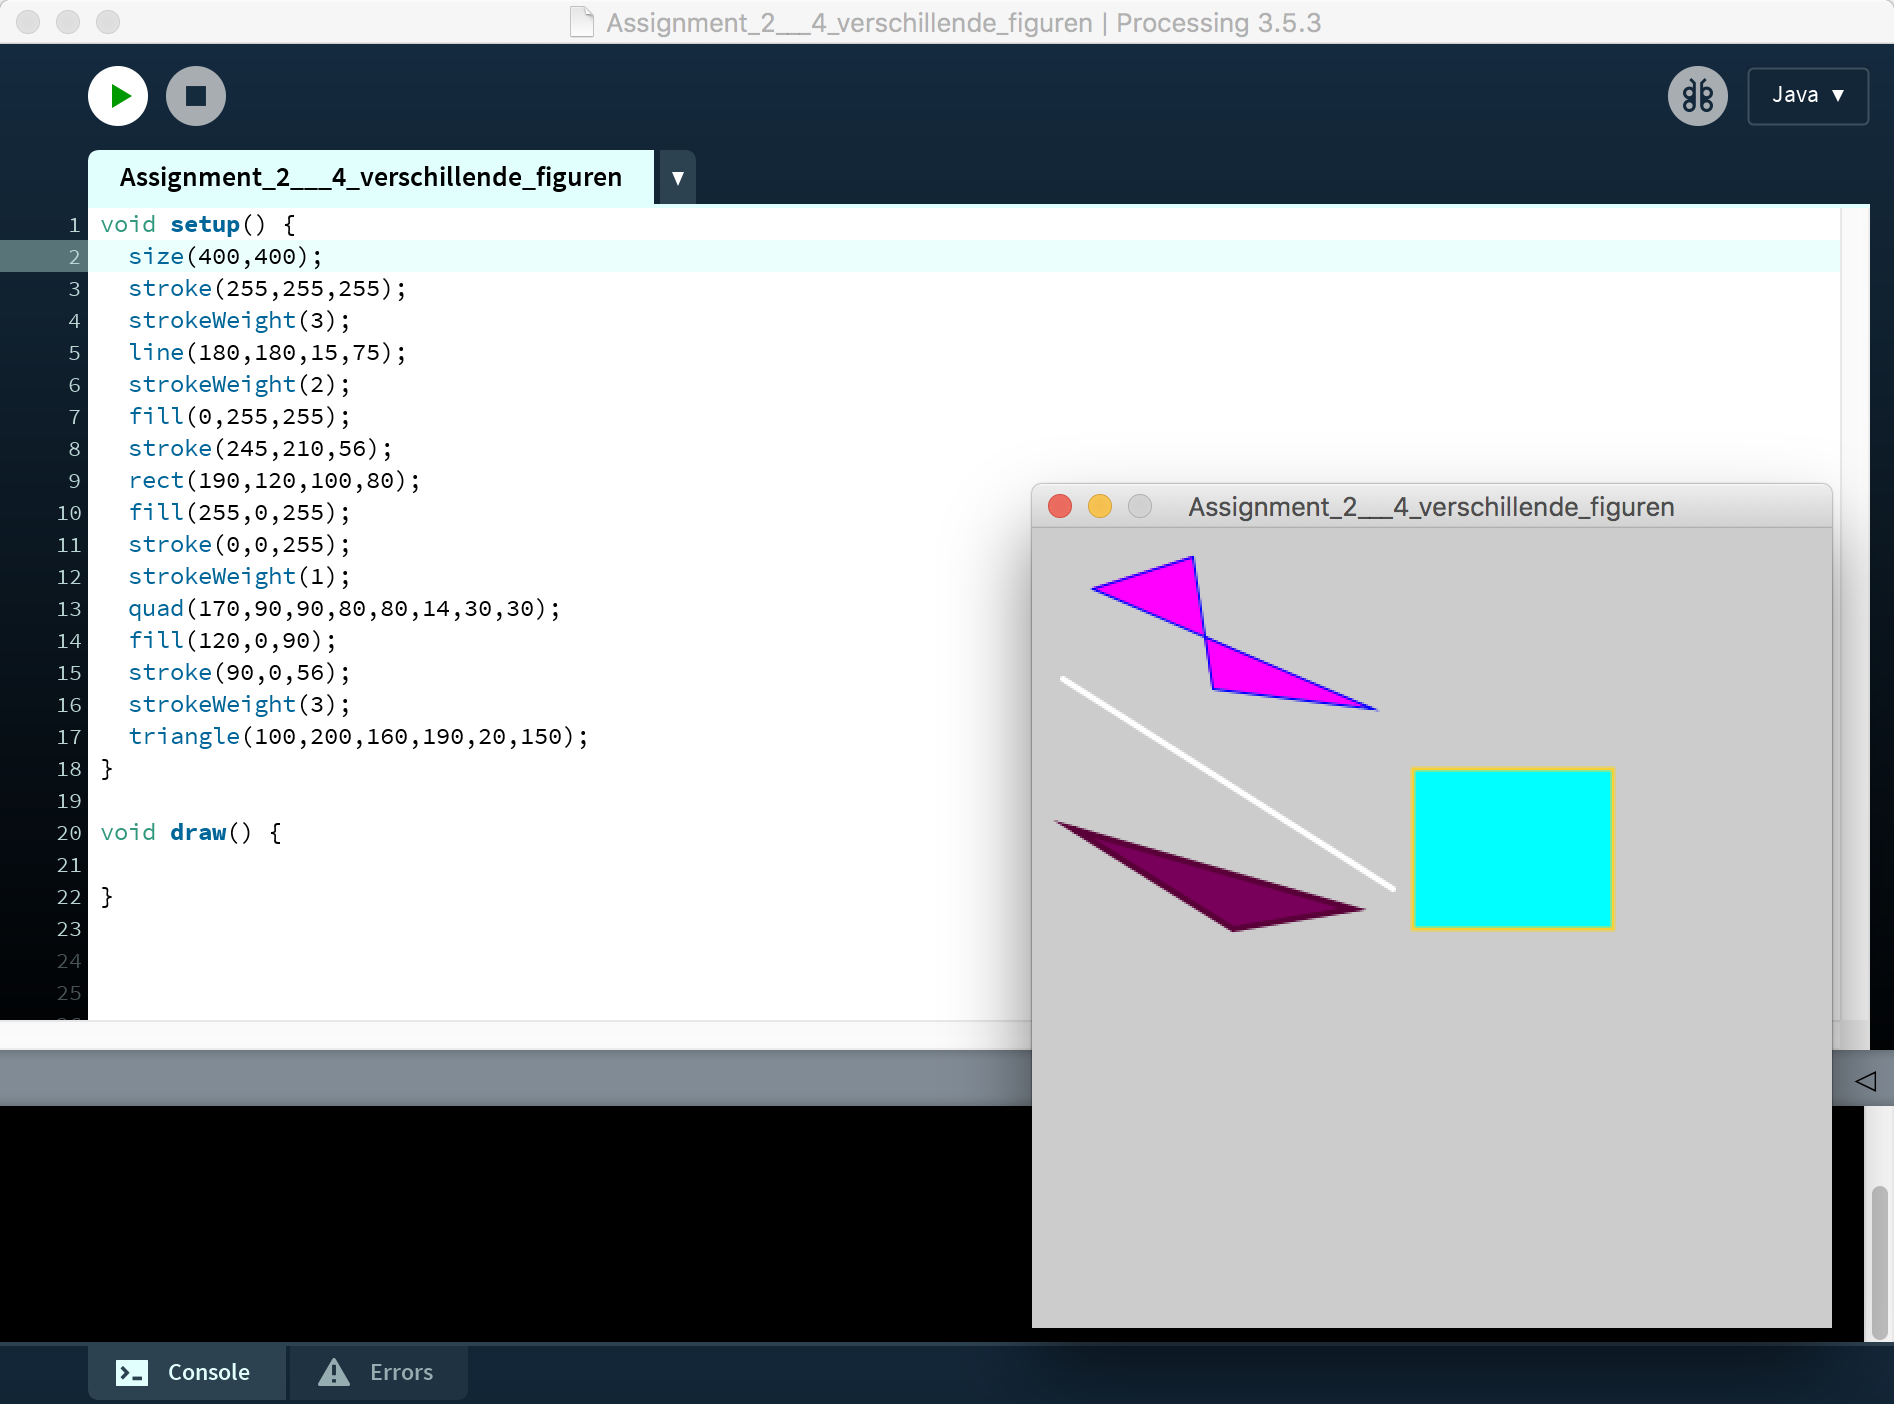 Assignment_2___4_verschillende_figuren | Processing 3.5.3
Java ▼
Assignment_2___4_verschillende_figuren ▼
1 void setup() {
2 size(400,400);
3 stroke(255,255,255);
4 strokeWeight(3);
5 line(180,180,15,75);
6 strokeWeight(2);
7 fill(0,255,255);
8 stroke(245,210,56);
9 rect(190,120,100,80);
10 fill(255,0,255);
11 stroke(0,0,255);
12 strokeWeight(1);
13 quad(170,90,90,80,80,14,30,30);
14 fill(120,0,90);
15 stroke(90,0,56);
16 strokeWeight(3);
17 triangle(100,200,160,190,20,150);
18 }
19
20 void draw() {
21
22 }
23
24
25
Assignment_2___4_verschillende_figuren
Console
Errors